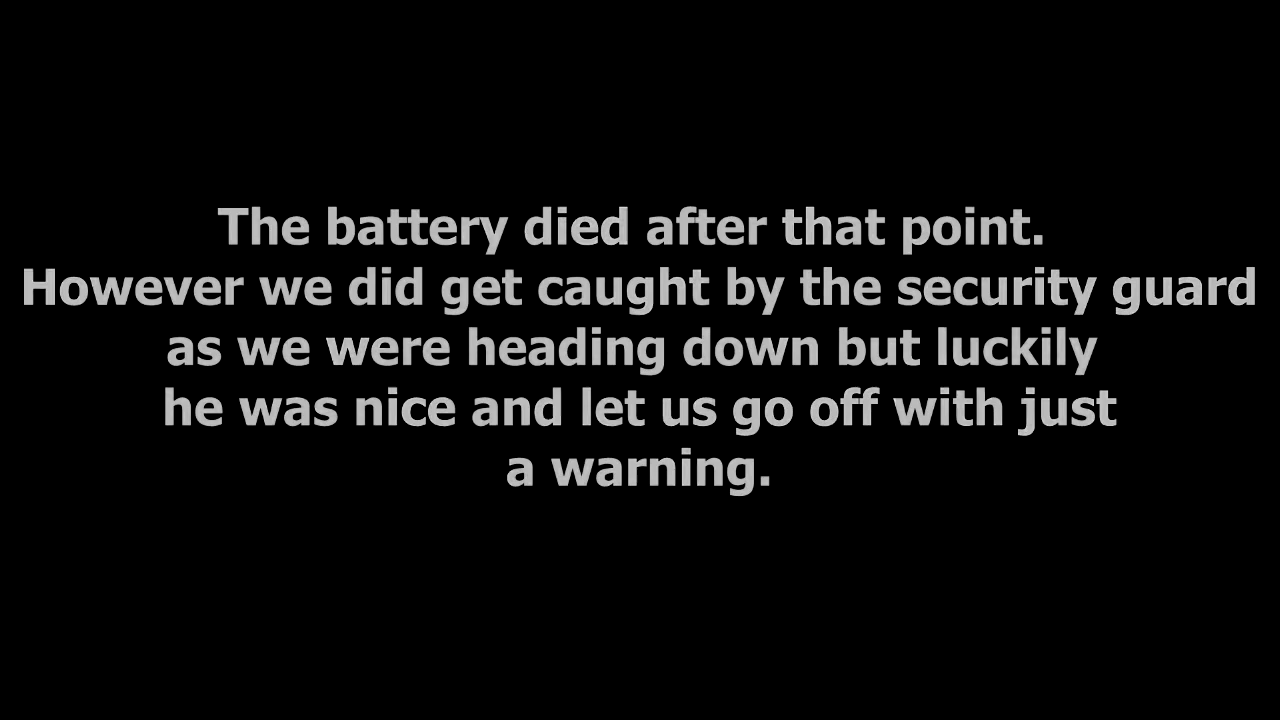 The battery died after that point.
However we did get caught by the security guard
as we were heading down but luckily
he was nice and let us go off with just
a warning.